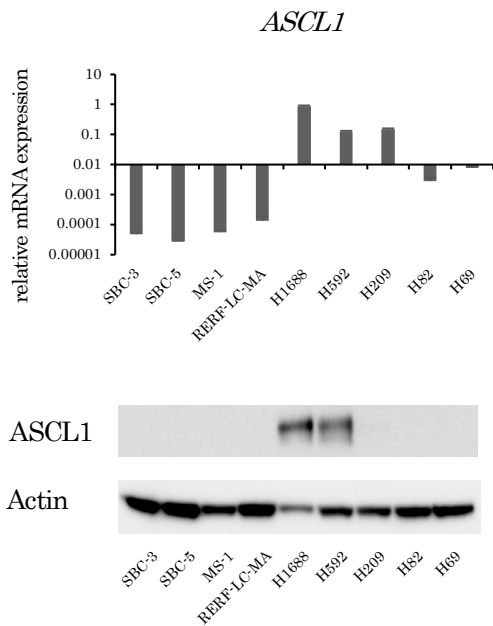 ASCL1
relative mRNA expression
10
1
0.1
0.01
0.001
0.0001
0.00001
SBC-3
SBC-5
MS-1
RERF-LC-MA
H1688
H592
H209
H82
H69
ASCL1
Actin
SBC-3
SBC-5
MS-1
RERF-LC-MA
H1688
H592
H209
H82
H69